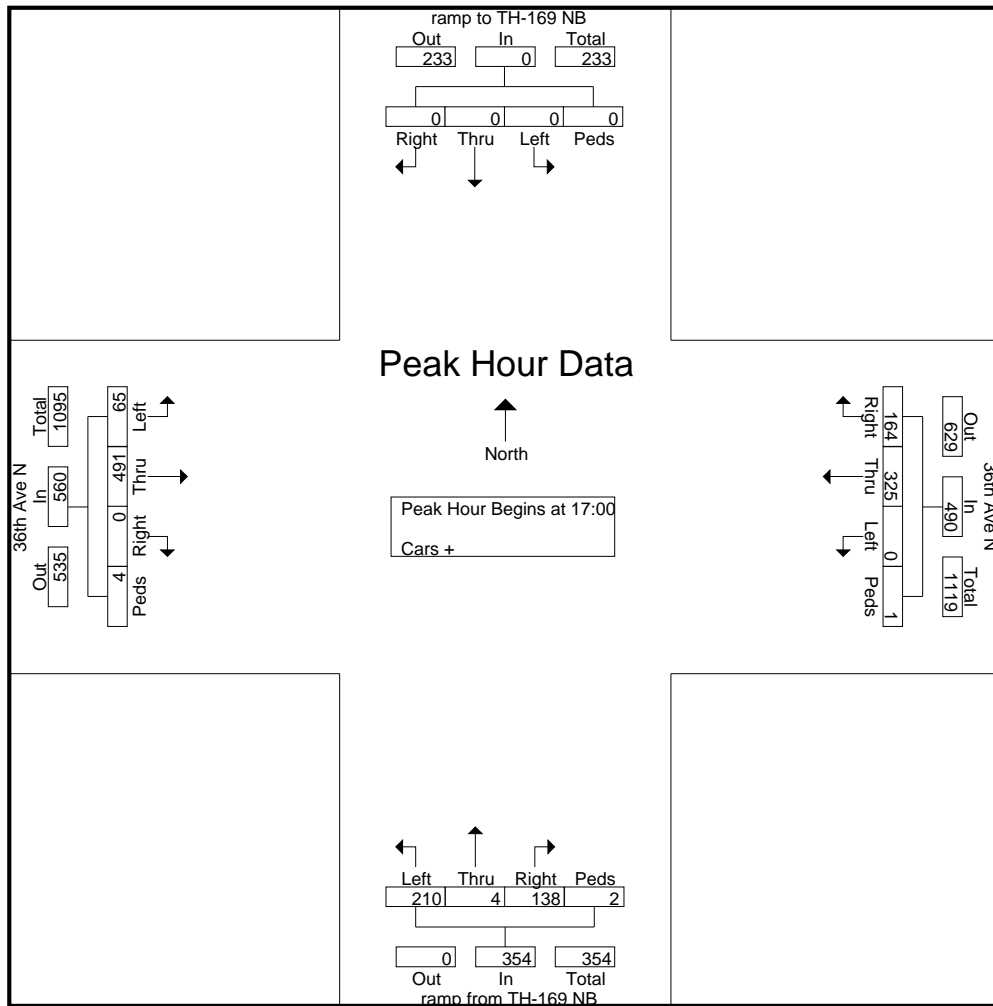 ramp to TH-169 NB
Out In Total
233 0 233
0 0 0 0
Right Thru Left Peds
Peak Hour Data
North
Peak Hour Begins at 17:00
Cars +
36th Ave N
Total In Out
1095 560 535
65 491 0 4
Left Thru Right Peds
Right Thru Left Peds
164 325 0 1
Out In Total
629 490 1119
36th Ave N
Left Thru Right Peds
210 4 138 2
0 354 354
Out In Total
ramp from TH-169 NB